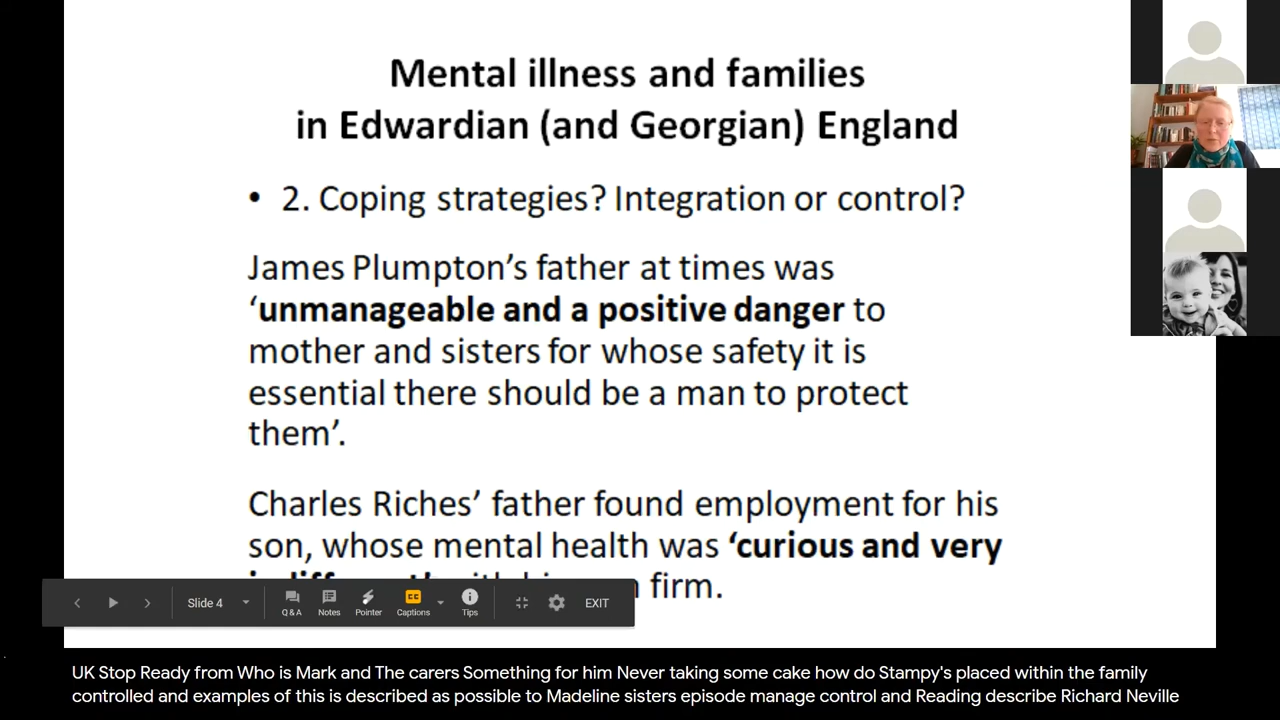 Mental illness and families
in Edwardian (and Georgian) England
• 2. Coping strategies? Integration or control?
James Plumpton’s father at times was
‘unmanageable and a positive danger to
mother and sisters for whose safety it is
essential there should be a man to protect
them’.
Charles Riches’ father found employment for his
son, whose mental health was ‘curious and very
firm.
Slide 4
Q&A
Notes
Pointer
Captions
Tips
EXIT
UK Stop Ready from Who is Mark and The carers Something for him Never taking some cake how do Stampy's placed within the family
controlled and examples of this is described as possible to Madeline sisters episode manage control and Reading describe Richard Neville